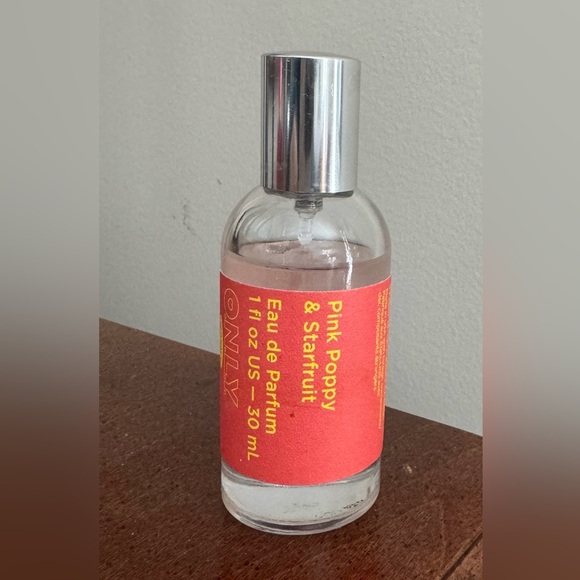 Pink Poppy
& Starfruit
Eau de Parfum
1 fl oz US — 30 mL
ONLY